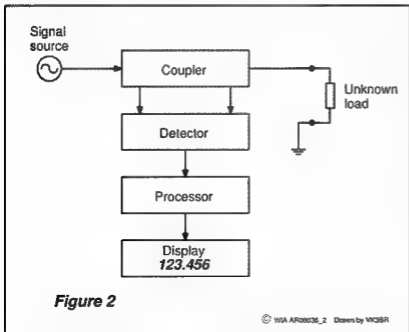 Signal
source
Coupler
Unknown
load
Detector
Processor
Display
123.456
Figure 2
© WIA AR08036_2 Drawn by VK3BR